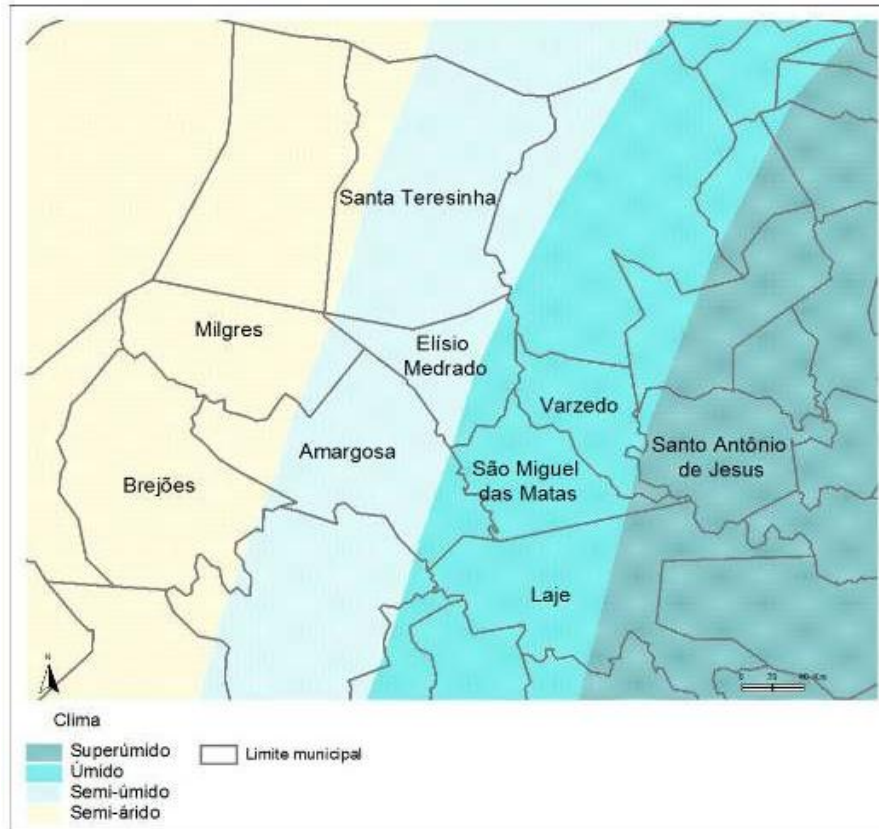 Santa Teresinha
Milgres
Elísio
Medrado
Varzedo
Amargosa
Santo Antônio
de Jesus
São Miguel
das Matas
Brejões
Laje
N
Clima
Superúmido
Úmido
Semi-úmido
Semi-árido
Limite municipal